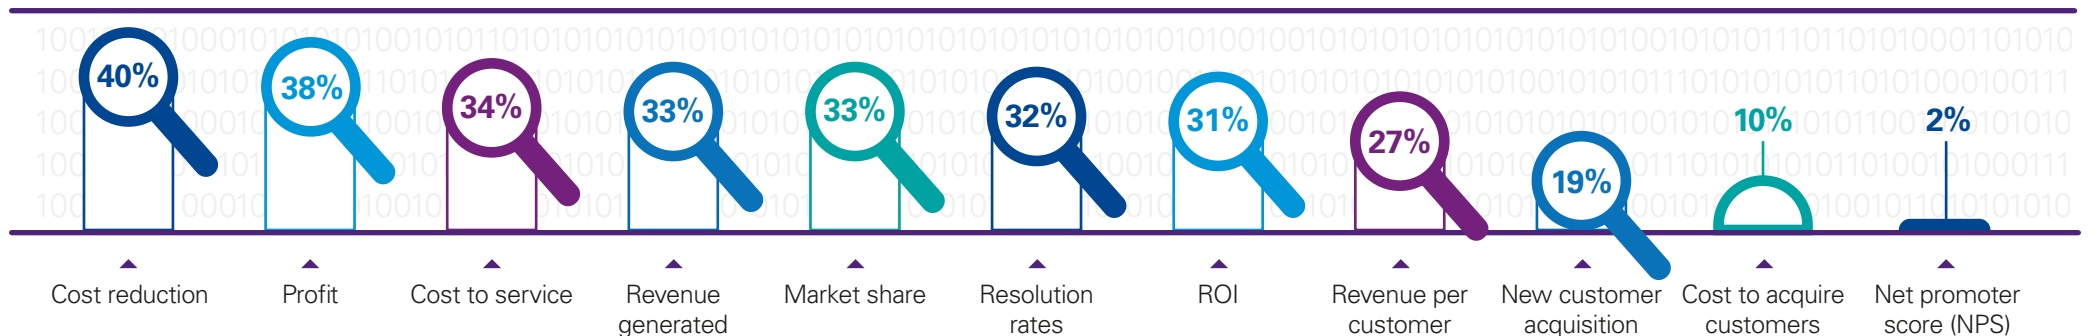 40%
38%
34%
33%
33%
32%
31%
27%
19%
10%
2%
Cost reduction
Profit
Cost to service
Revenue
generated
Market share
Resolution
rates
ROI
Revenue per
customer
New customer
acquisition
Cost to acquire
customers
Net promoter
score (NPS)